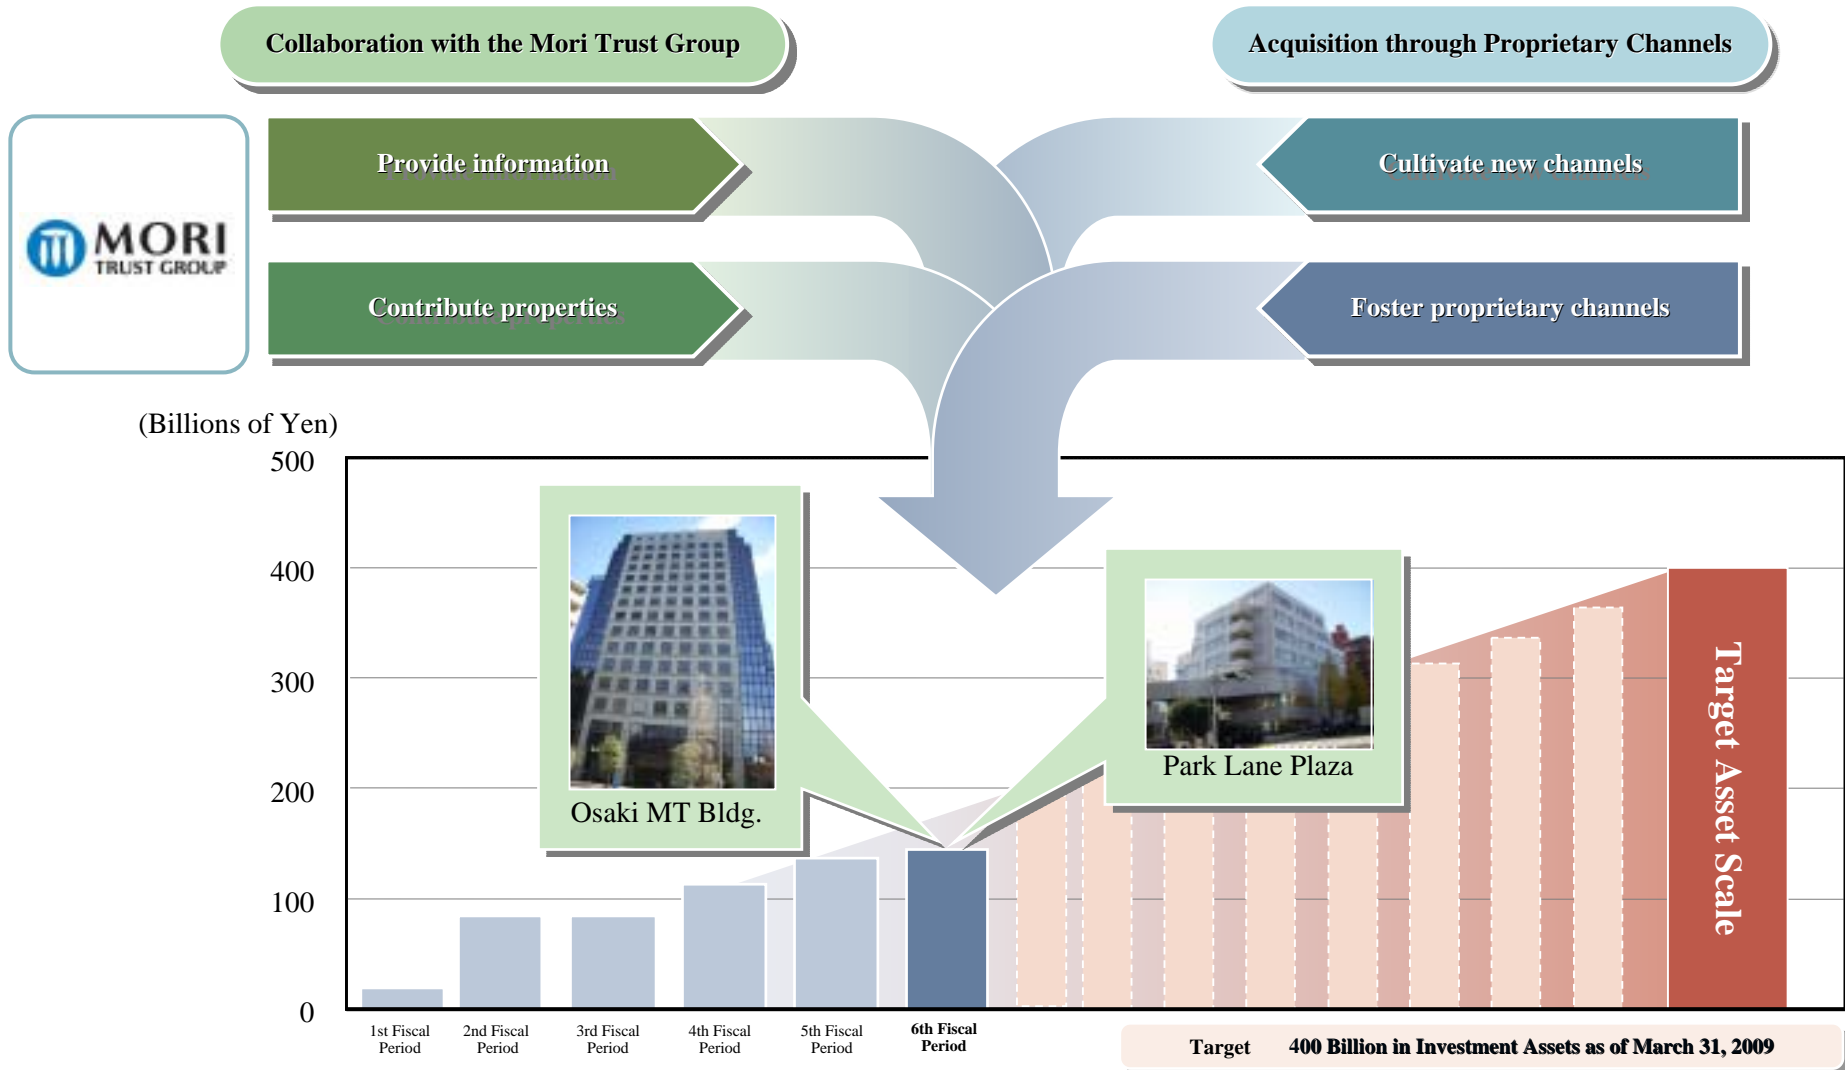 Collaboration with the Mori Trust Group
Acquisition through Proprietary Channels
Provide information
Cultivate new channels
MORI
TRUST GROUP
Contribute properties
Foster proprietary channels
(Billions of Yen)
500
400
300
200
100
0
Osaki MT Bldg.
Park Lane Plaza
Target Asset Scale
1st Fiscal
Period
2nd Fiscal
Period
3rd Fiscal
Period
4th Fiscal
Period
5th Fiscal
Period
6th Fiscal
Period
Target 400 Billion in Investment Assets as of March 31, 2009